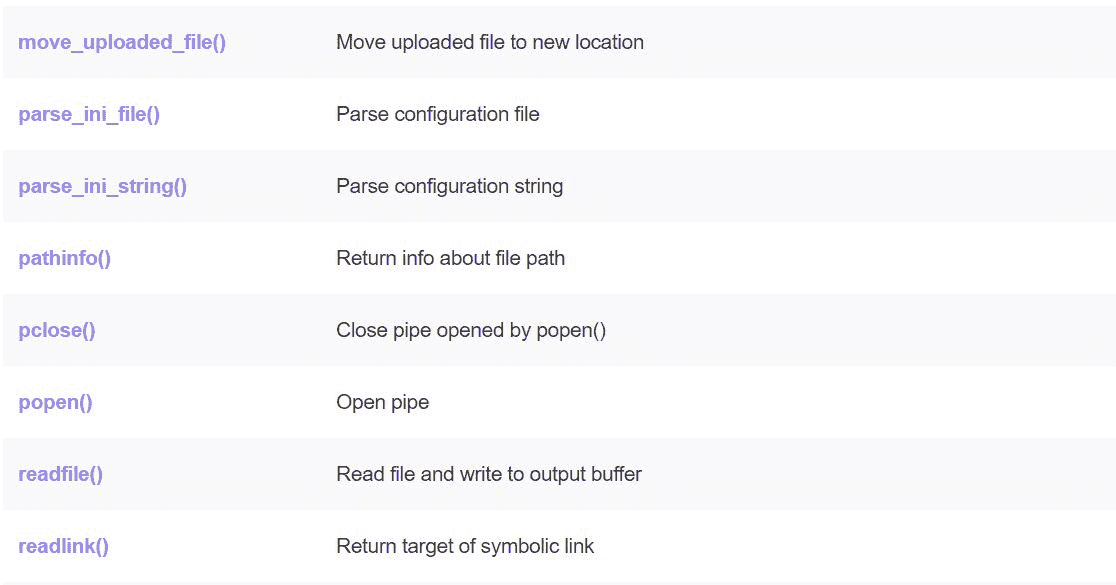 move_uploaded_file() Move uploaded file to new location
parse_ini_file() Parse configuration file
parse_ini_string() Parse configuration string
pathinfo() Return info about file path
pclose() Close pipe opened by popen()
popen() Open pipe
readfile() Read file and write to output buffer
readlink() Return target of symbolic link